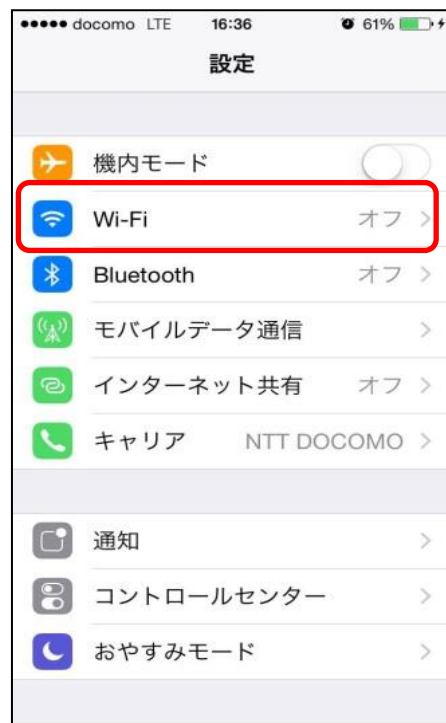 docomo LTE 16:36 61%
設定
機内モード
Wi-Fi オフ
Bluetooth オフ
モバイルデータ通信
インターネット共有 オフ
キャリア NTT DOCOMO
通知
コントロールセンター
おやすみモード